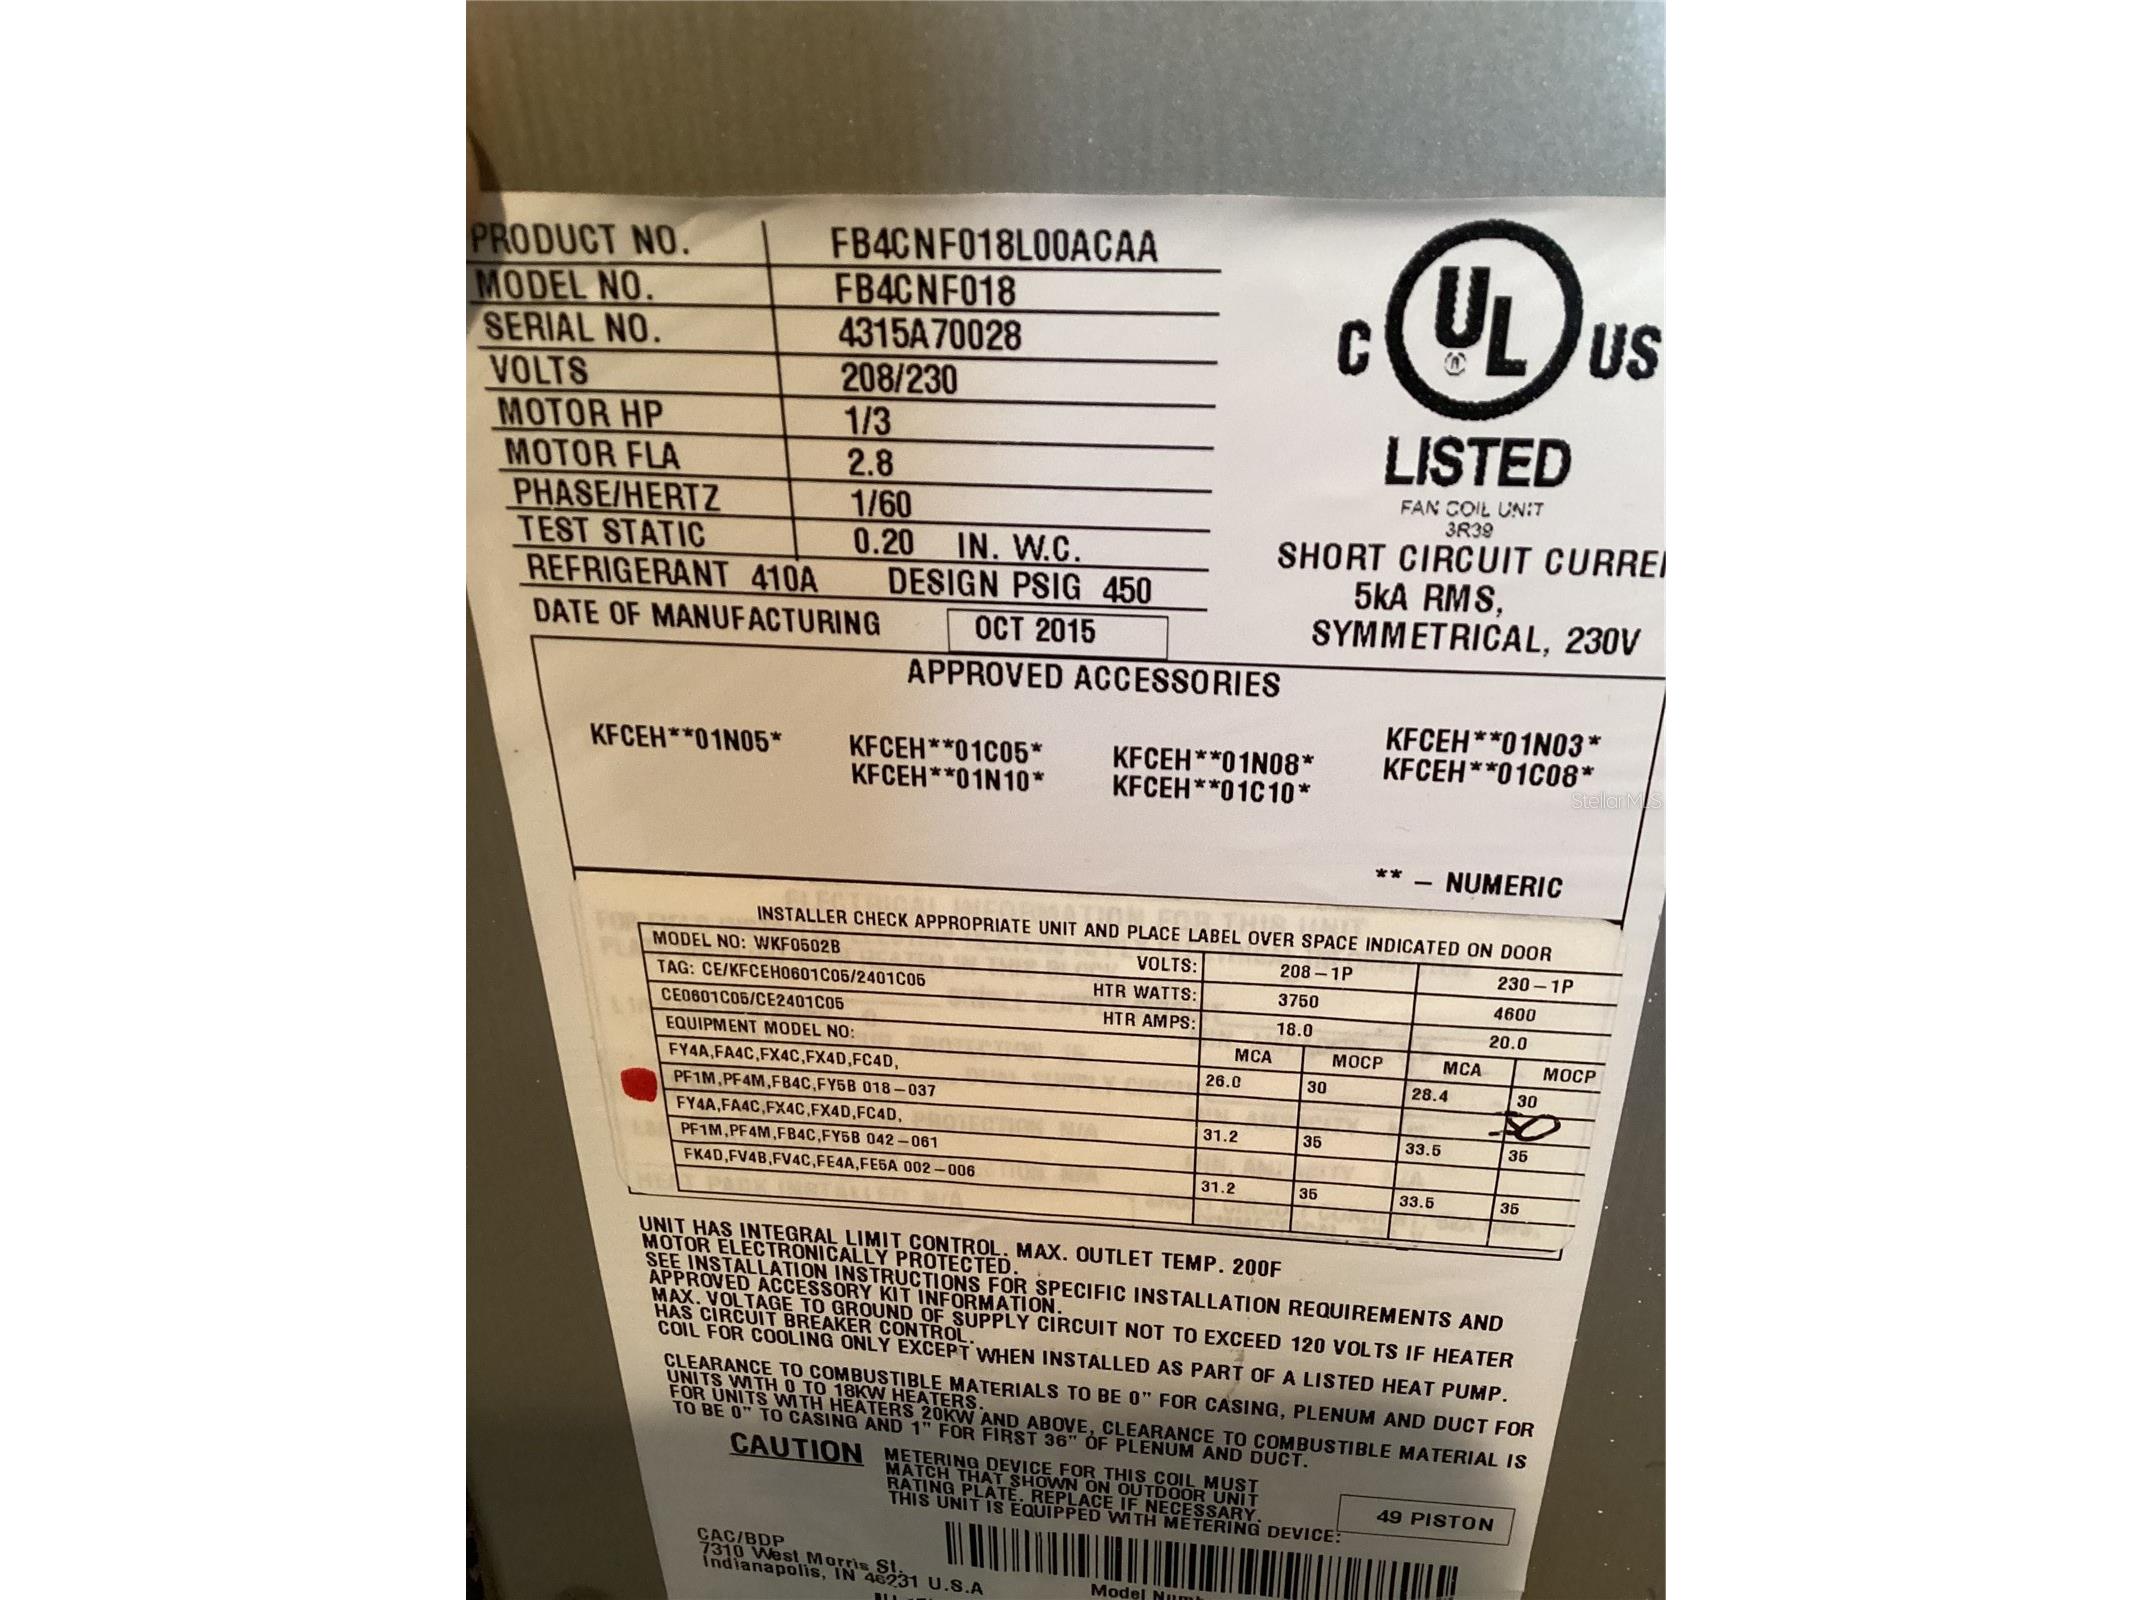 PRODUCT NO. FB4CNF018L00ACAA
MODEL NO. FB4CNF018
SERIAL NO. 4315A70028
VOLTS 208/230
MOTOR HP 1/3
MOTOR FLA 2.8
PHASE/HERTZ 1/60
TEST STATIC 0.20 IN. W.C.
REFRIGERANT 410A DESIGN PSIG 450
DATE OF MANUFACTURING OCT 2015
C UL US
LISTED
FAN COIL UNIT
3R39
SHORT CIRCUIT
5kA RMS,
SYMMETRICAL, 230V
APPROVED ACCESSORIES
KFCEH**01N05* KFCEH**01C05* KFCEH**01N08* KFCEH**01N03*
KFCEH**01N10* KFCEH**01C10* KFCEH**01C08*
StellarMLS
** – NUMERIC
INSTALLER CHECK APPROPRIATE UNIT AND PLACE LABEL OVER SPACE INDICATED ON DOOR
MODEL NO: WKF0502B VOLTS: 208–1P 230–1P
TAG: CE/KFCEH0601C05/2401C05 HTR WATTS: 3750 4600
CE0601C05/CE2401C05 HTR AMPS: 18.0 20.0
EQUIPMENT MODEL NO: MCA MOCP MCA MOCP
FY4A,FA4C,FX4C,FX4D,FC4D,
PF1M,PF4M,FB4C,FY5B 018–037 26.0 30 28.4 30
FY4A,FA4C,FX4C,FX4D,FC4D,
PF1M,PF4M,FB4C,FY5B 042–061 31.2 35 33.5 35
FK4D,FV4B,FV4C,FE4A,FE5A 002–006 31.2 35 33.5 35
UNIT HAS INTEGRAL LIMIT CONTROL. MAX. OUTLET TEMP. 200F
MOTOR ELECTRONICALLY PROTECTED.
SEE INSTALLATION INSTRUCTIONS FOR SPECIFIC INSTALLATION REQUIREMENTS AND
APPROVED ACCESSORY KIT INFORMATION.
MAX. VOLTAGE TO GROUND OF SUPPLY CIRCUIT NOT TO EXCEED 120 VOLTS IF HEATER
HAS CIRCUIT BREAKER CONTROL.
COIL FOR COOLING ONLY EXCEPT WHEN INSTALLED AS PART OF A LISTED HEAT PUMP.
CLEARANCE TO COMBUSTIBLE MATERIALS TO BE 0" FOR CASING, PLENUM AND DUCT FOR
UNITS WITH 0 TO 18KW HEATERS.
FOR UNITS WITH HEATERS 20KW AND ABOVE, CLEARANCE TO COMBUSTIBLE MATERIAL IS
TO BE 0" TO CASING AND 1" FOR FIRST 36" OF PLENUM AND DUCT.
CAUTION METERING DEVICE FOR THIS COIL MUST
MATCH THAT SHOWN ON OUTDOOR UNIT
RATING PLATE. REPLACE IF NECESSARY.
THIS UNIT IS EQUIPPED WITH METERING DEVICE: 49 PISTON
CAC/BDP
7310 West Morris St.
Indianapolis, IN 46231 U.S.A
Model